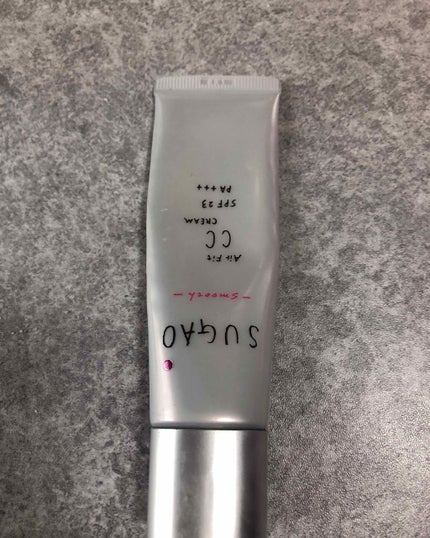 SUGAO
- smooth -
Air Fit
CC
CREAM
SPF 23
PA+++